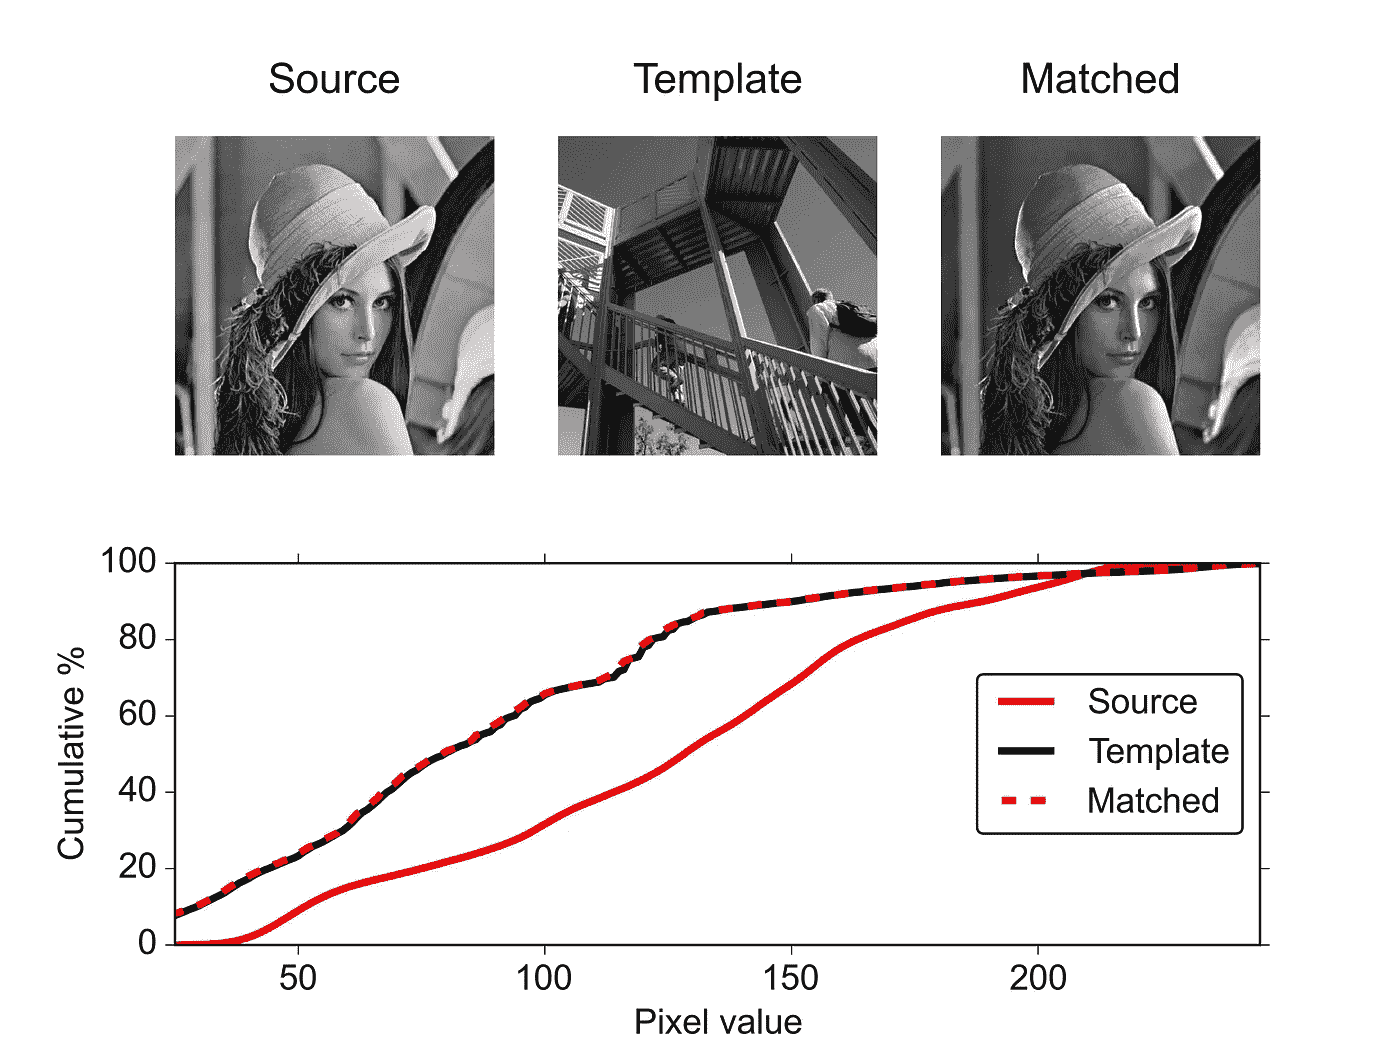 Source Template Matched
100
80
60
40
20
0
Cumulative %
Source
Template
Matched
50 100 150 200
Pixel value